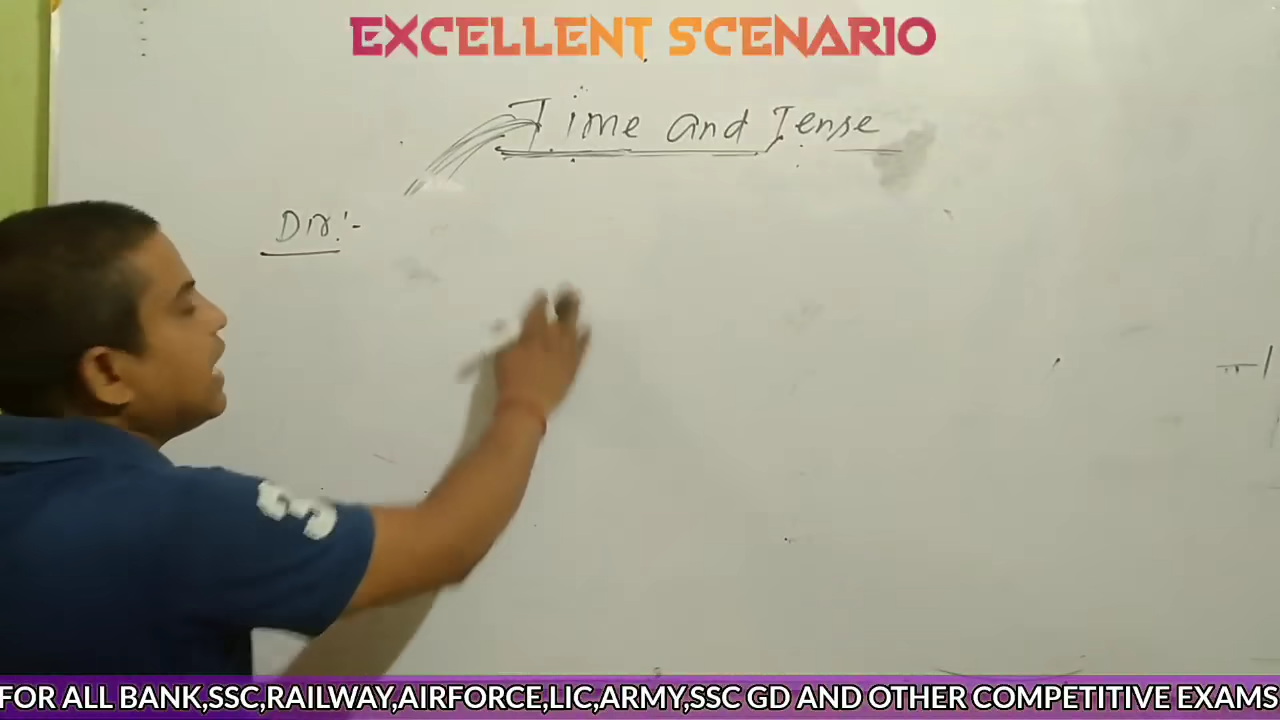 EXCELLENT SCENARIO
Time and Tense
Dir:-
FOR ALL BANK,SSC,RAILWAY,AIRFORCE,LIC,ARMY,SSC GD AND OTHER COMPETITIVE EXAMS